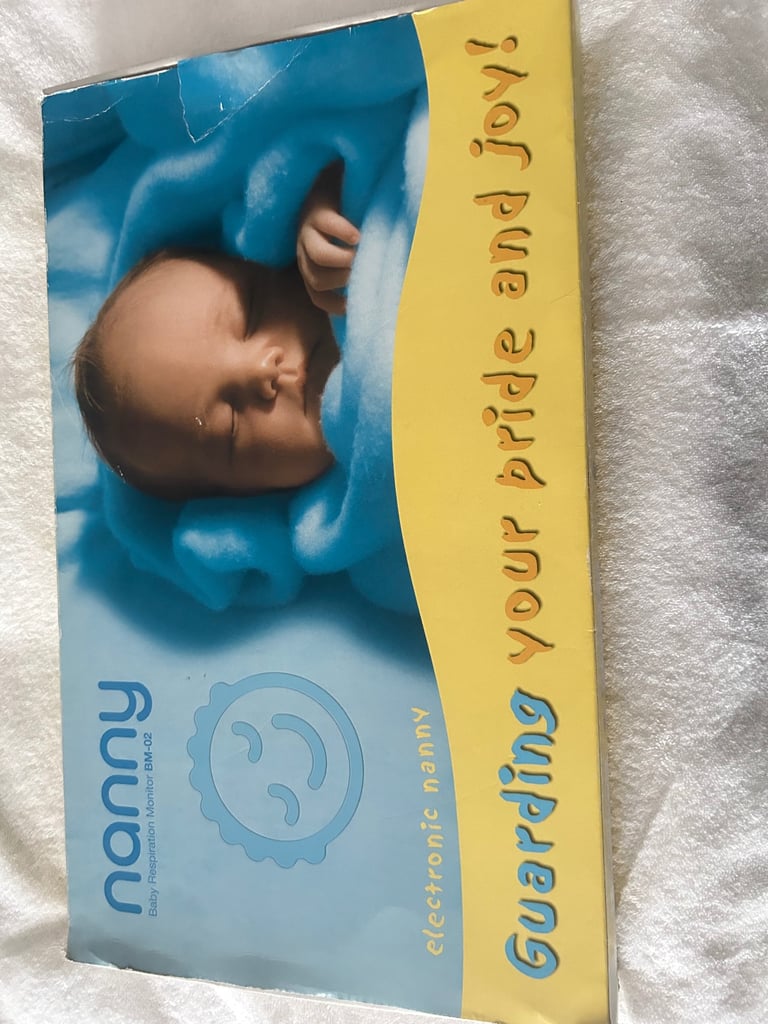 nanny
Baby Respiration Monitor BM-02
electronic nanny
Guarding your pride and joy!